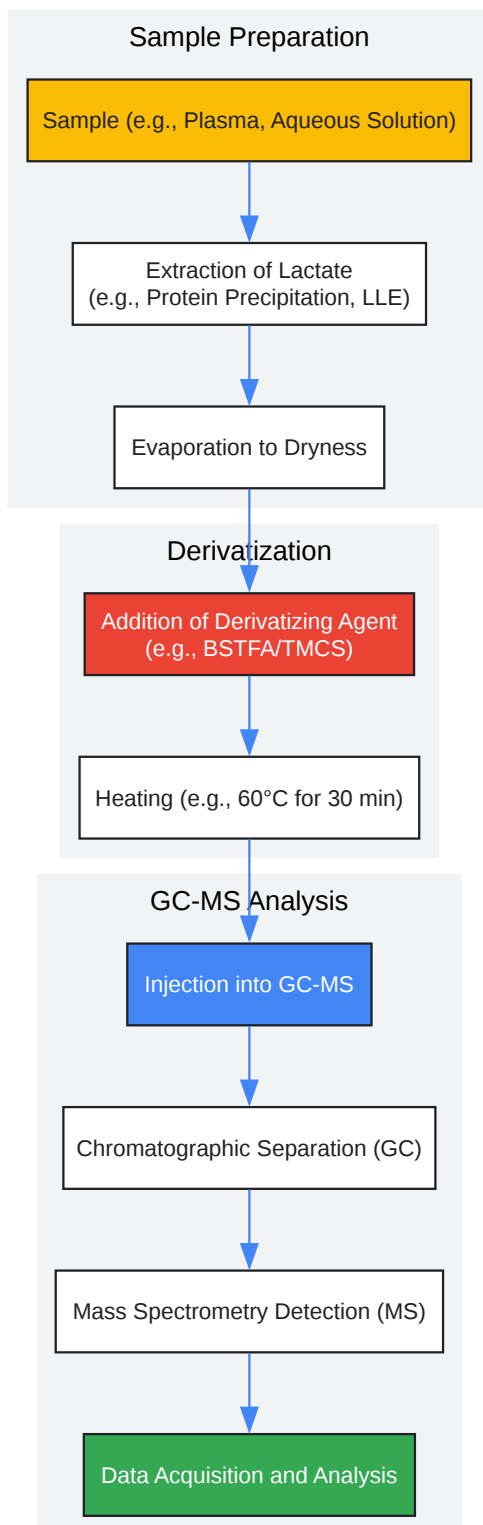 Sample Preparation
Sample (e.g., Plasma, Aqueous Solution)
Extraction of Lactate
(e.g., Protein Precipitation, LLE)
Evaporation to Dryness
Derivatization
Addition of Derivatizing Agent
(e.g., BSTFA/TMCS)
Heating (e.g., 60°C for 30 min)
GC-MS Analysis
Injection into GC-MS
Chromatographic Separation (GC)
Mass Spectrometry Detection (MS)
Data Acquisition and Analysis